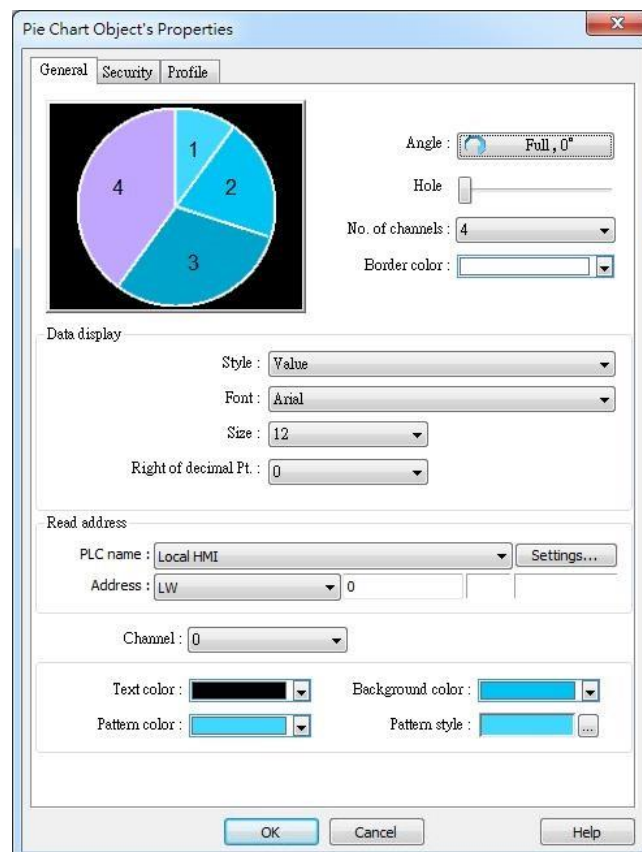 Pie Chart Object's Properties
General Security Profile
1
2
3
4
Angle : Full , 0°
Hole
No. of channels : 4
Border color :
Data display
Style : Value
Font : Arial
Size : 12
Right of decimal Pt. : 0
Read address
PLC name : Local HMI Settings...
Address : LW 0
Channel : 0
Text color : Background color :
Pattern color : Pattern style : ...
OK Cancel Help